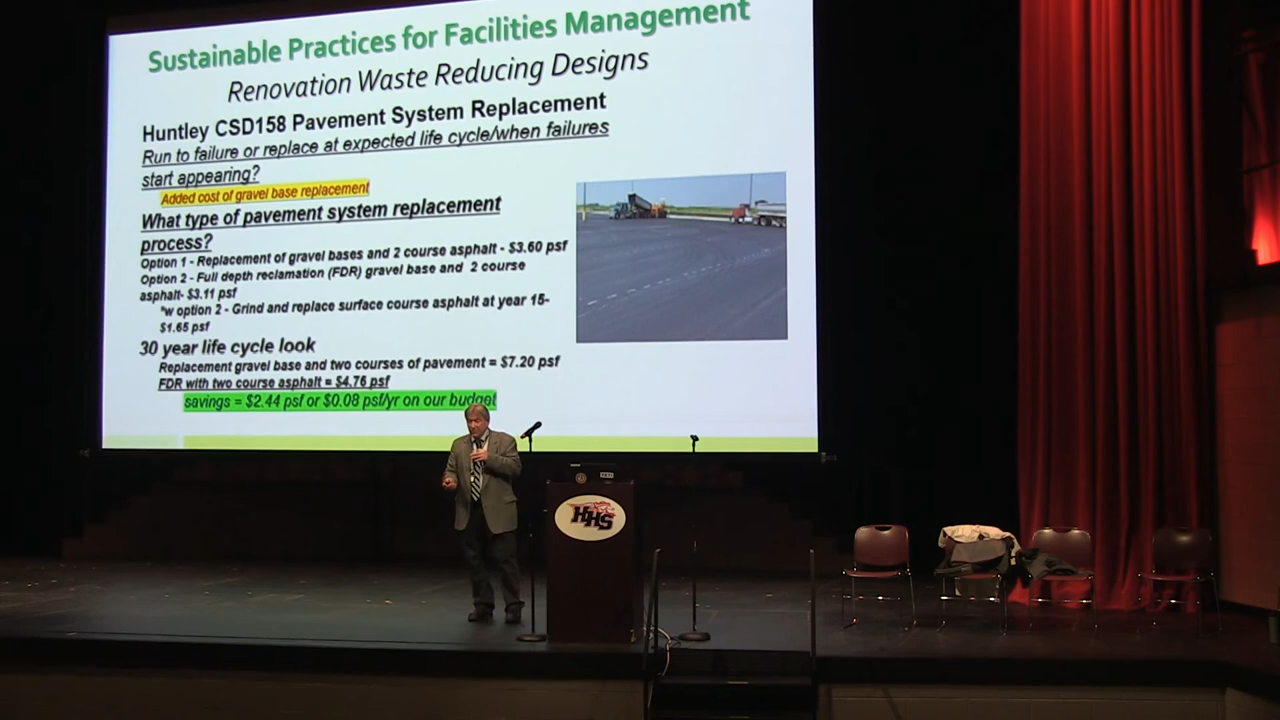 Sustainable Practices for Facilities Management
Renovation Waste Reducing Designs
Huntley CSD158 Pavement System Replacement
Run to failure or replace at expected life cycle/when failures
start appearing?
Added cost of gravel base replacement
What type of pavement system replacement
process?
Option 1 - Replacement of gravel bases and 2 course asphalt - $3.60 psf
Option 2 - Full depth reclamation (FDR) gravel base and 2 course
asphalt- $3.11 psf
*w option 2 - Grind and replace surface course asphalt at year 15-
$1.65 psf
30 year life cycle look
Replacement gravel base and two courses of pavement = $7.20 psf
FDR with two course asphalt = $4.76 psf
savings = $2.44 psf or $0.08 psf/yr on our budget
HHS